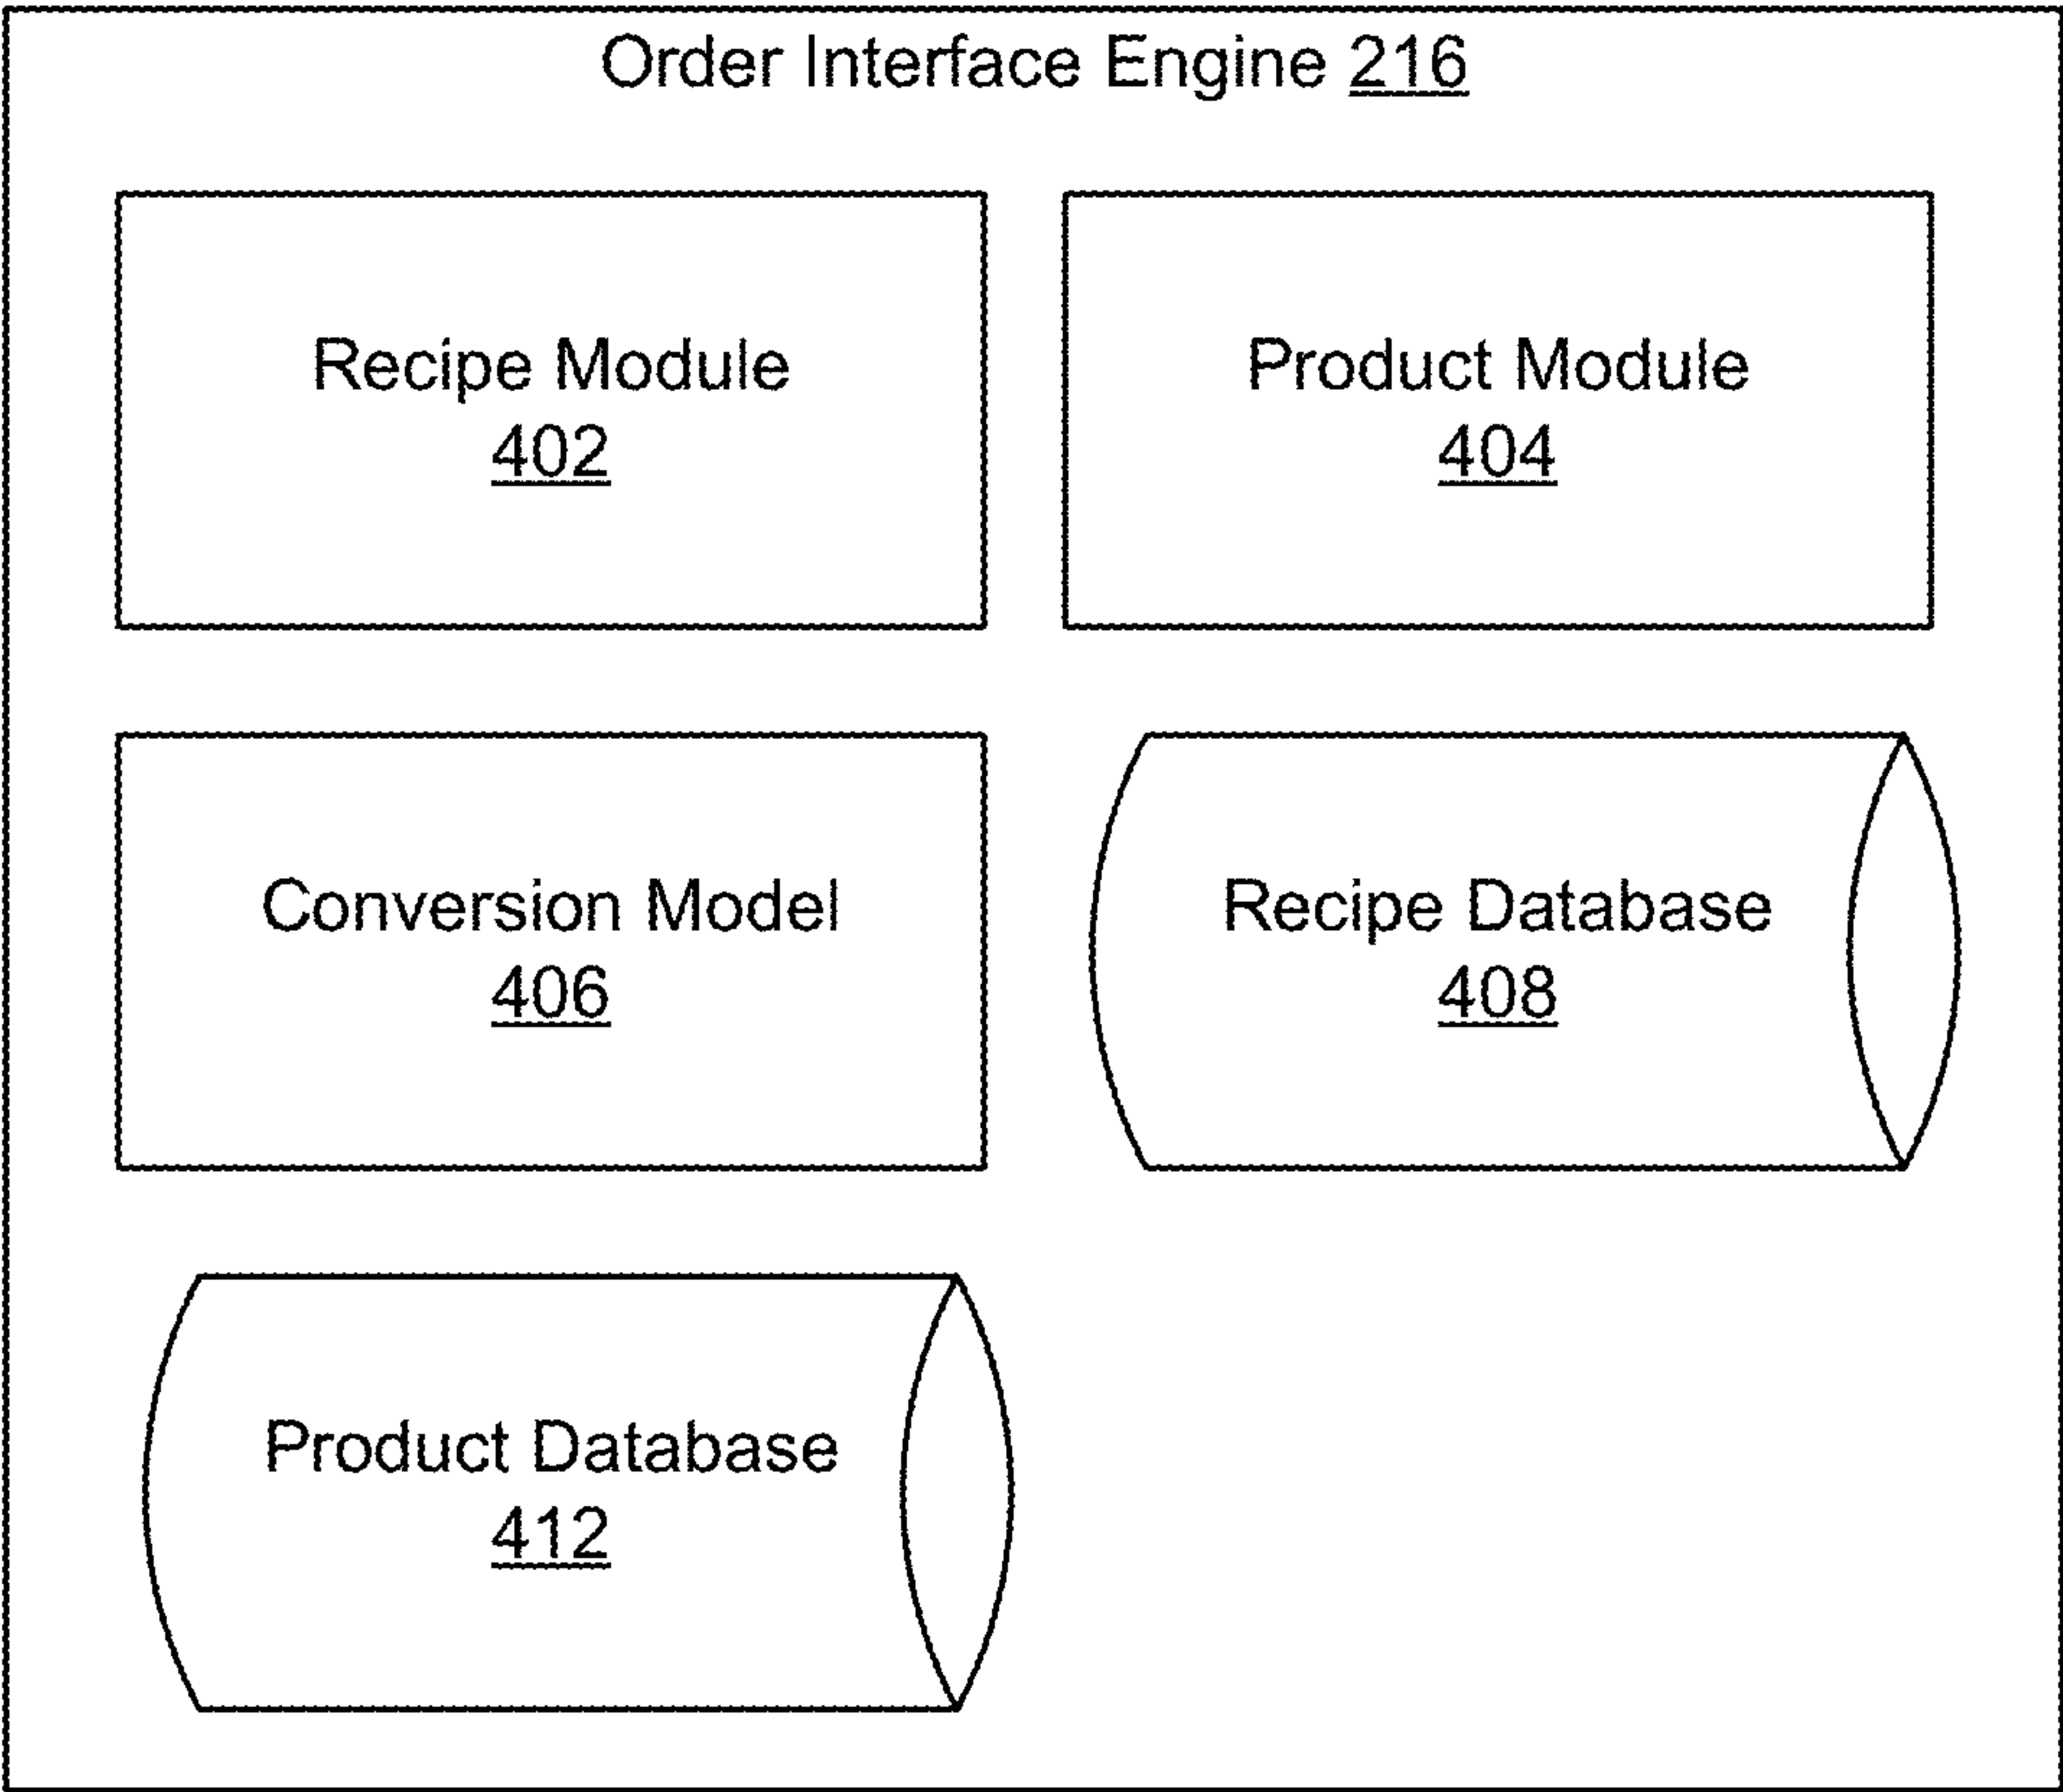 Order Interface Engine 216
Recipe Module
402
Product Module
404
Conversion Model
406
Recipe Database
408
Product Database
412